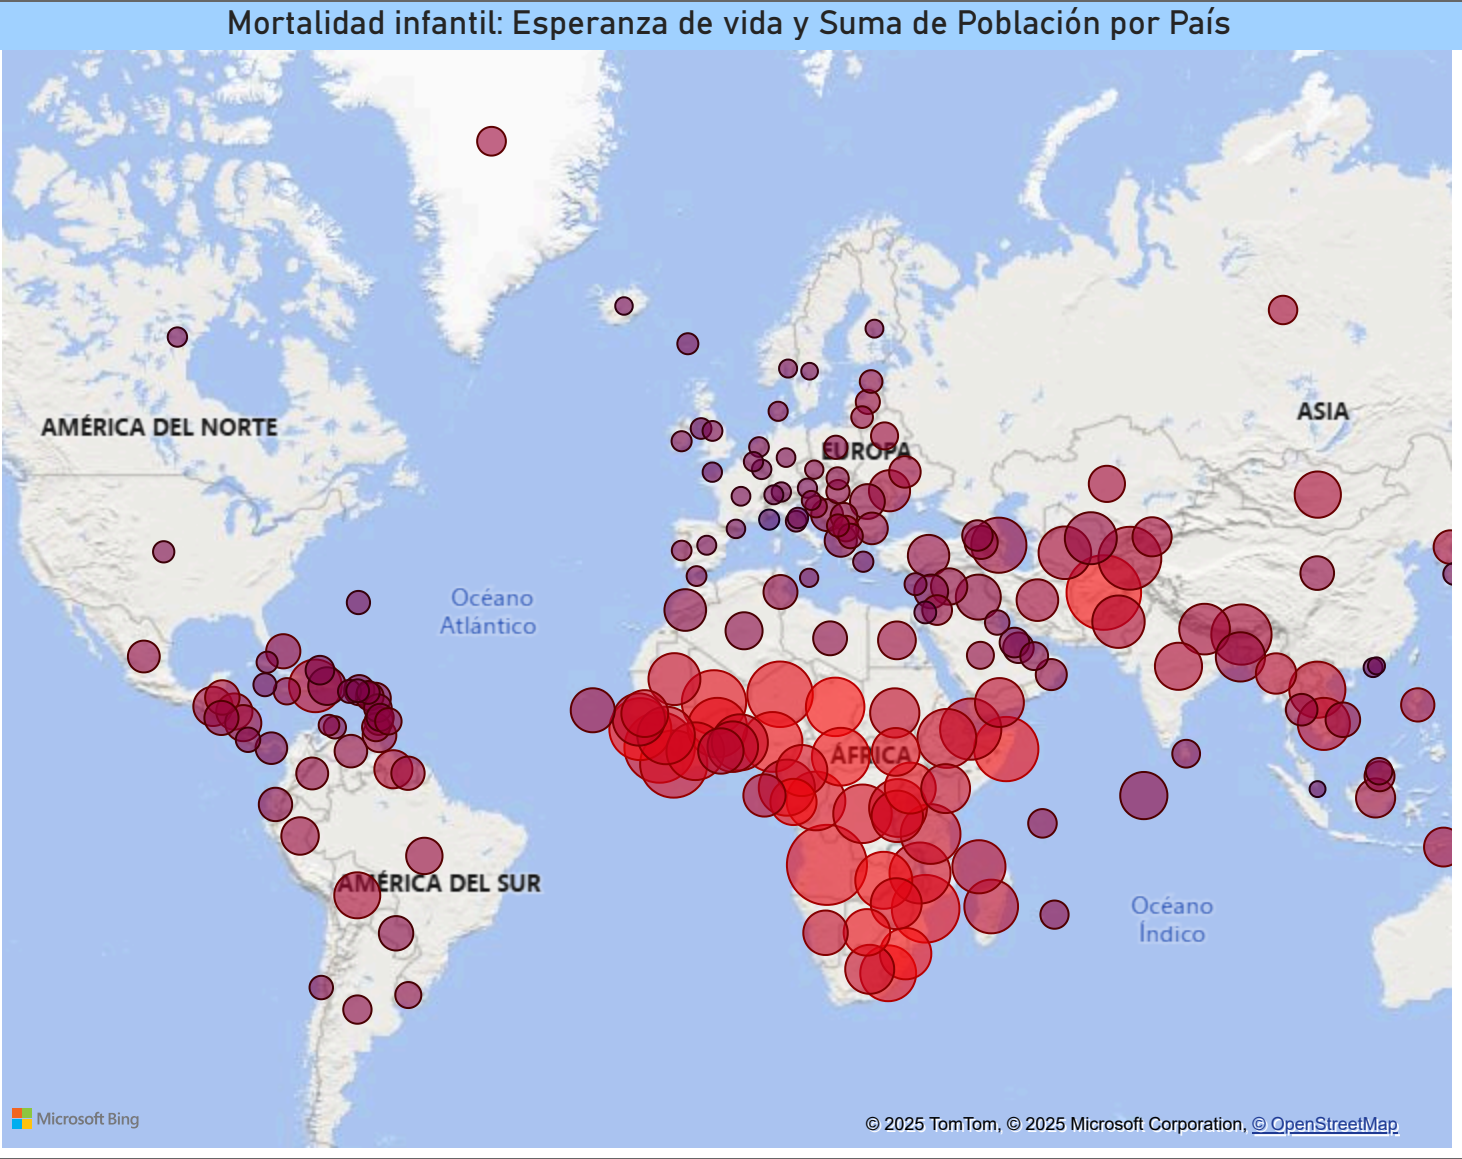 Mortalidad infantil: Esperanza de vida y Suma de Población por País
AMÉRICA DEL NORTE
ASIA
EUROPA
Océano
Atlántico
ÁFRICA
AMÉRICA DEL SUR
Océano
Índico
Microsoft Bing
© 2025 TomTom, © 2025 Microsoft Corporation, © OpenStreetMap